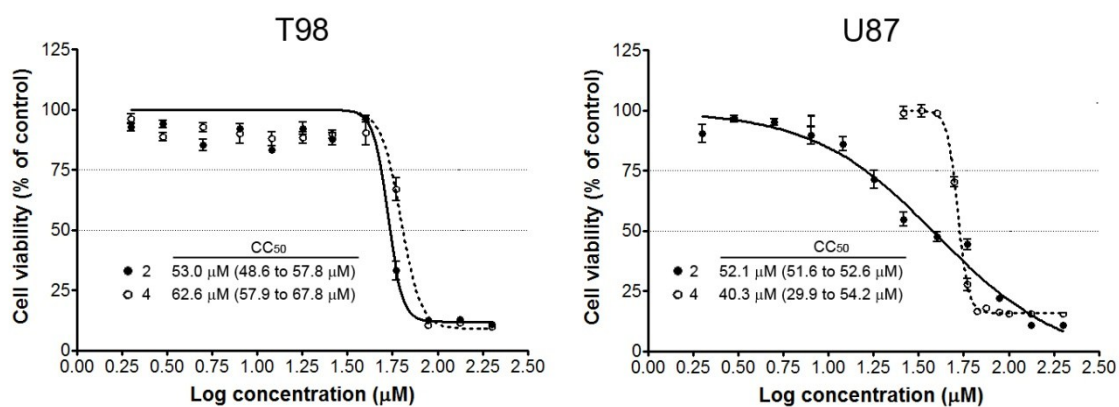 T98
125
100
75
50
25
0
Cell viability (% of control)
CC50
2 53.0 μM (48.6 to 57.8 μM)
4 62.6 μM (57.9 to 67.8 μM)
0.00 0.25 0.50 0.75 1.00 1.25 1.50 1.75 2.00 2.25 2.50
Log concentration (μM)
U87
125
100
75
50
25
0
Cell viability (% of control)
CC50
2 52.1 μM (51.6 to 52.6 μM)
4 40.3 μM (29.9 to 54.2 μM)
0.00 0.25 0.50 0.75 1.00 1.25 1.50 1.75 2.00 2.25 2.50
Log concentration (μM)